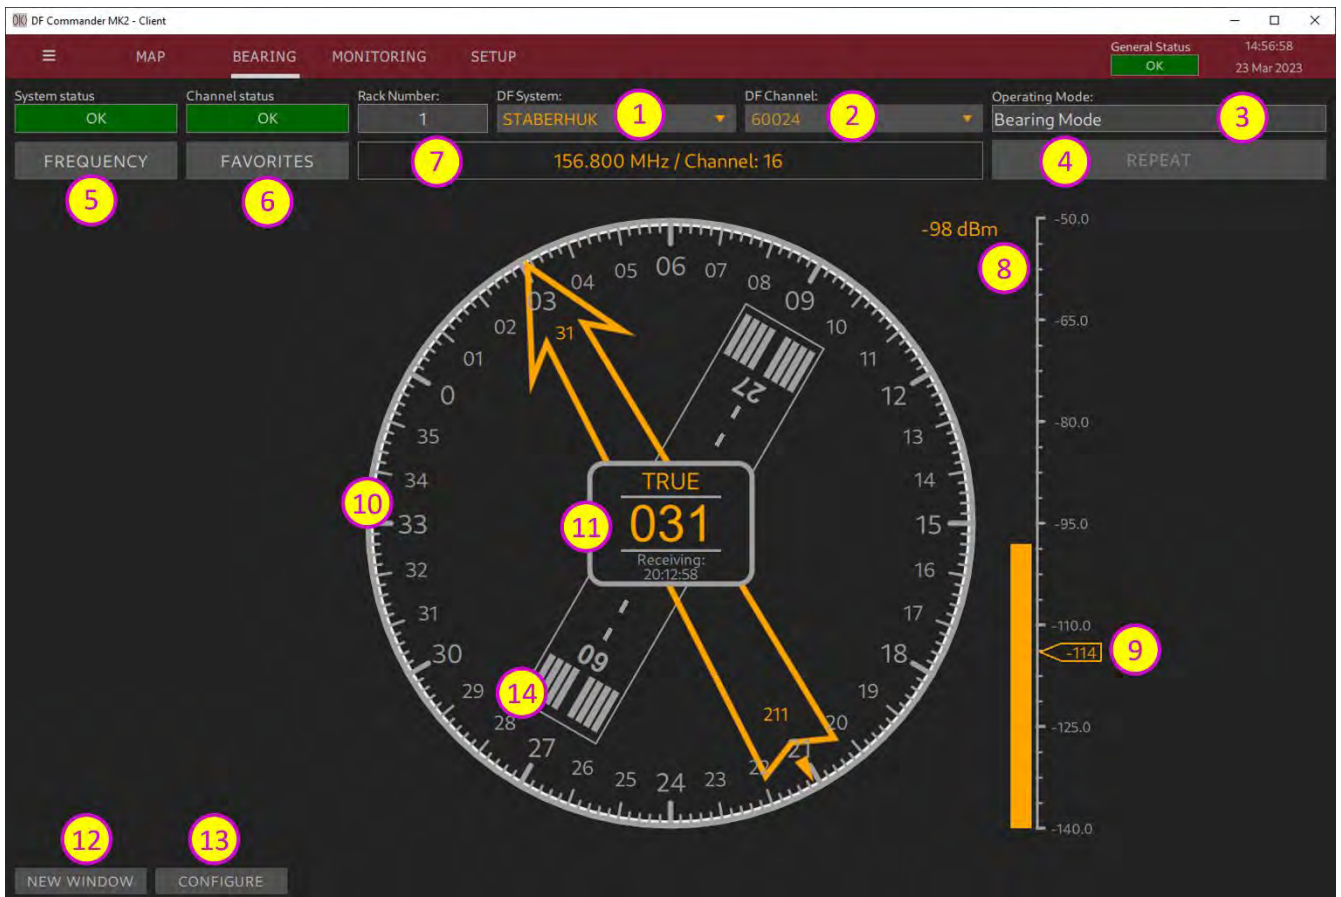 DF Commander MK2 - Client
MAP BEARING MONITORING SETUP General Status 14:56:58
OK 23 Mar 2023
System status Channel status Rack Number: DF System: DF Channel: Operating Mode:
OK OK 1 STABERHUK 1 60024 2 Bearing Mode 3
FREQUENCY FAVORITES 7 156.800 MHz / Channel: 16 4 REPEAT
5 6
-98 dBm -50.0
8
-65.0
-80.0
-95.0
-110.0
-114 9
-125.0
-140.0
0 01 02 03 04 05 06 07 08 09 10 11 12 13 14 15 16 17 18 19 20 21 22 23 24 25 26 27 28 29 30 31 32 33 34 35
31
27
10
11
TRUE
031
Receiving:
20:12:58
09
14
211
12 13
NEW WINDOW CONFIGURE